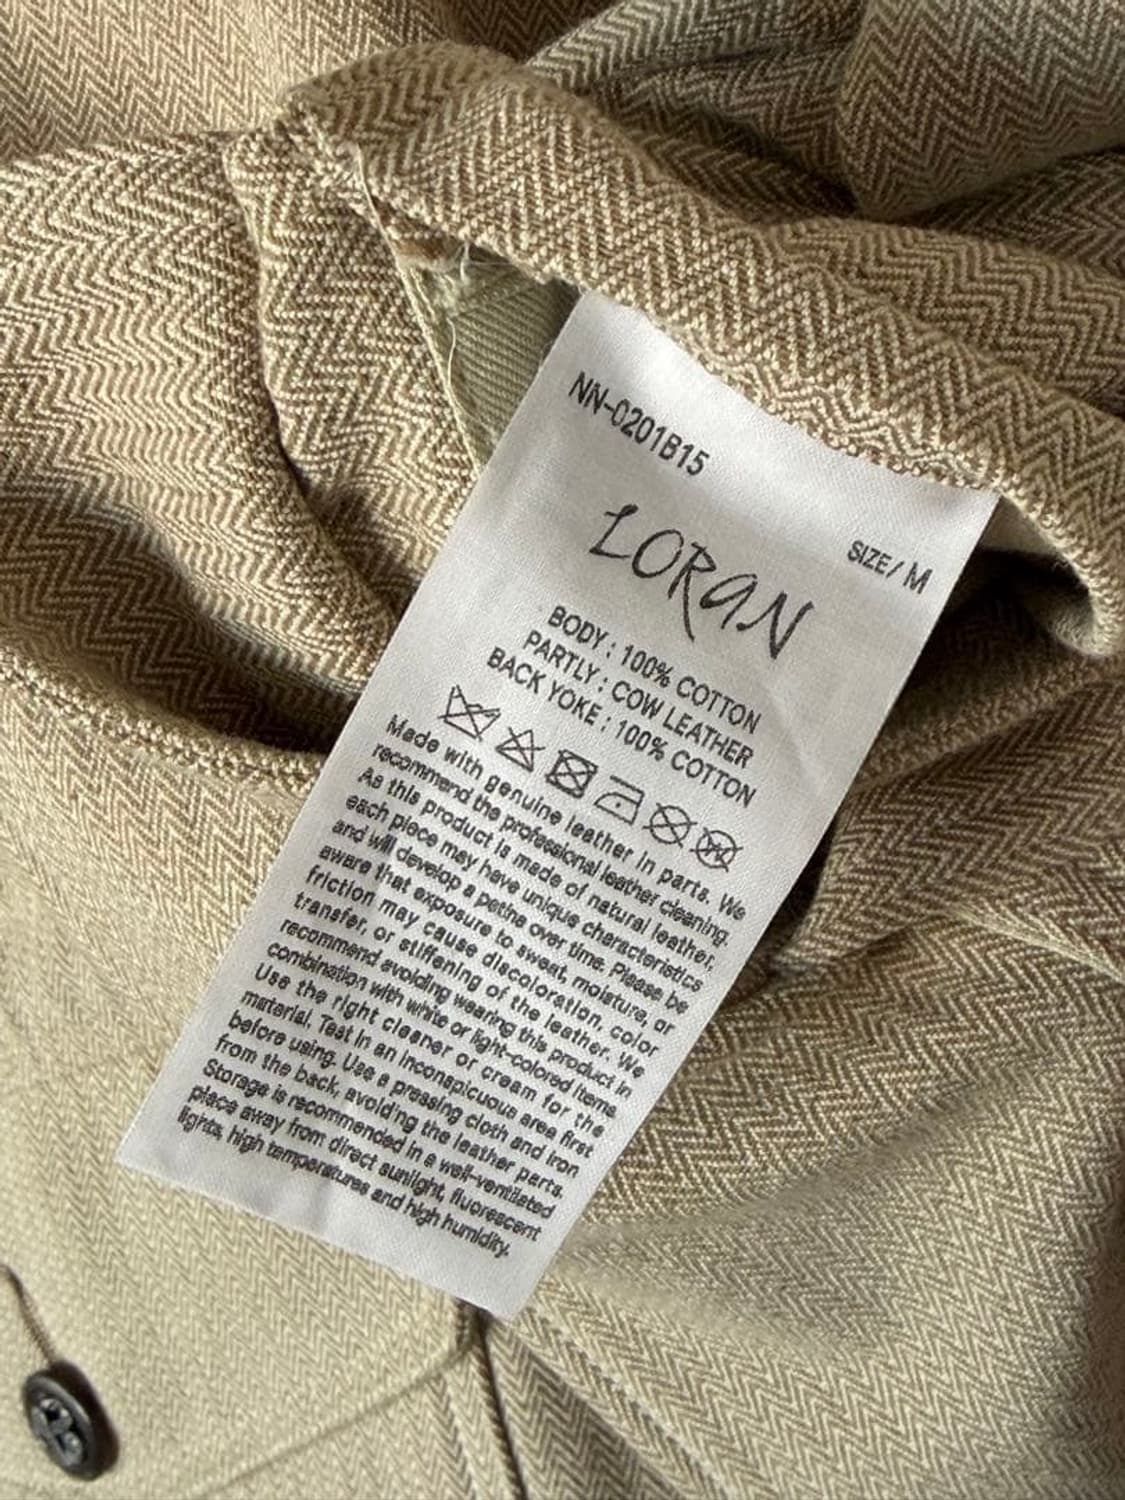 NN-0201B15
LORaN
SIZE / M
BODY : 100% COTTON
PARTLY : COW LEATHER
BACK YOKE : 100% COTTON
Made with genuine leather in parts. We
recommend the professional leather cleaning.
As this product is made of natural leather,
each piece may have unique characteristics
and will develop a patina over time. Please be
aware that exposure to sweat, moisture, or
friction may cause discoloration, color
transfer, or stiffening of the leather. We
recommend avoiding wearing this product in
combination with white or light-colored items.
Use the right cleaner or cream for the
material. Test in an inconspicuous area first
before using. Use a pressing cloth and iron
from the back, avoiding the leather parts.
Storage is recommended in a well-ventilated
place away from direct sunlight, fluorescent
lights, high temperatures and high humidity.